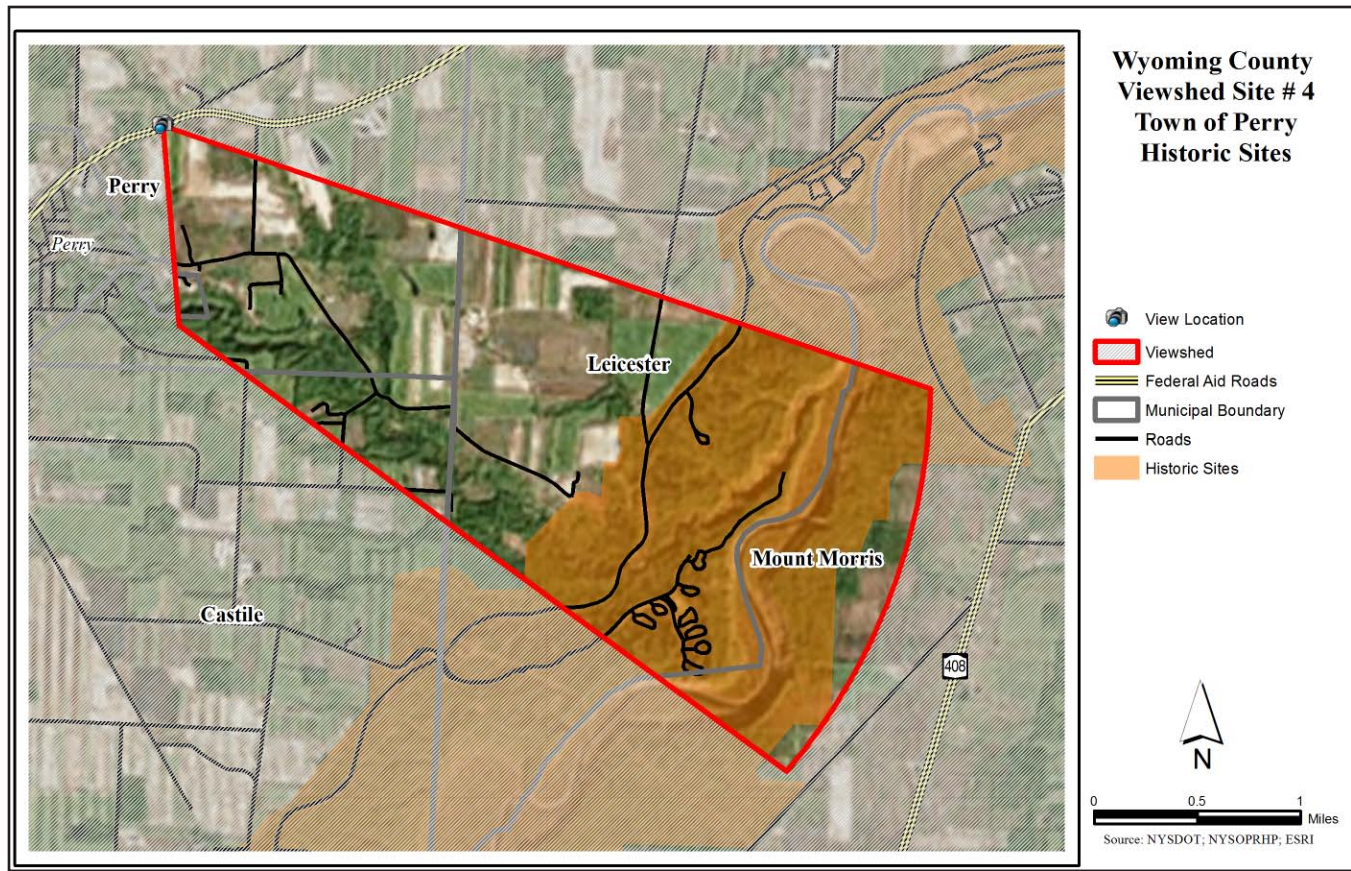 Wyoming County
Viewshed Site # 4
Town of Perry
Historic Sites
Perry
Perry
Leicester
Mount Morris
Castile
408
View Location
Viewshed
Federal Aid Roads
Municipal Boundary
Roads
Historic Sites
N
0 0.5 1
Miles
Source: NYSDOT; NYSOPRHP; ESRI